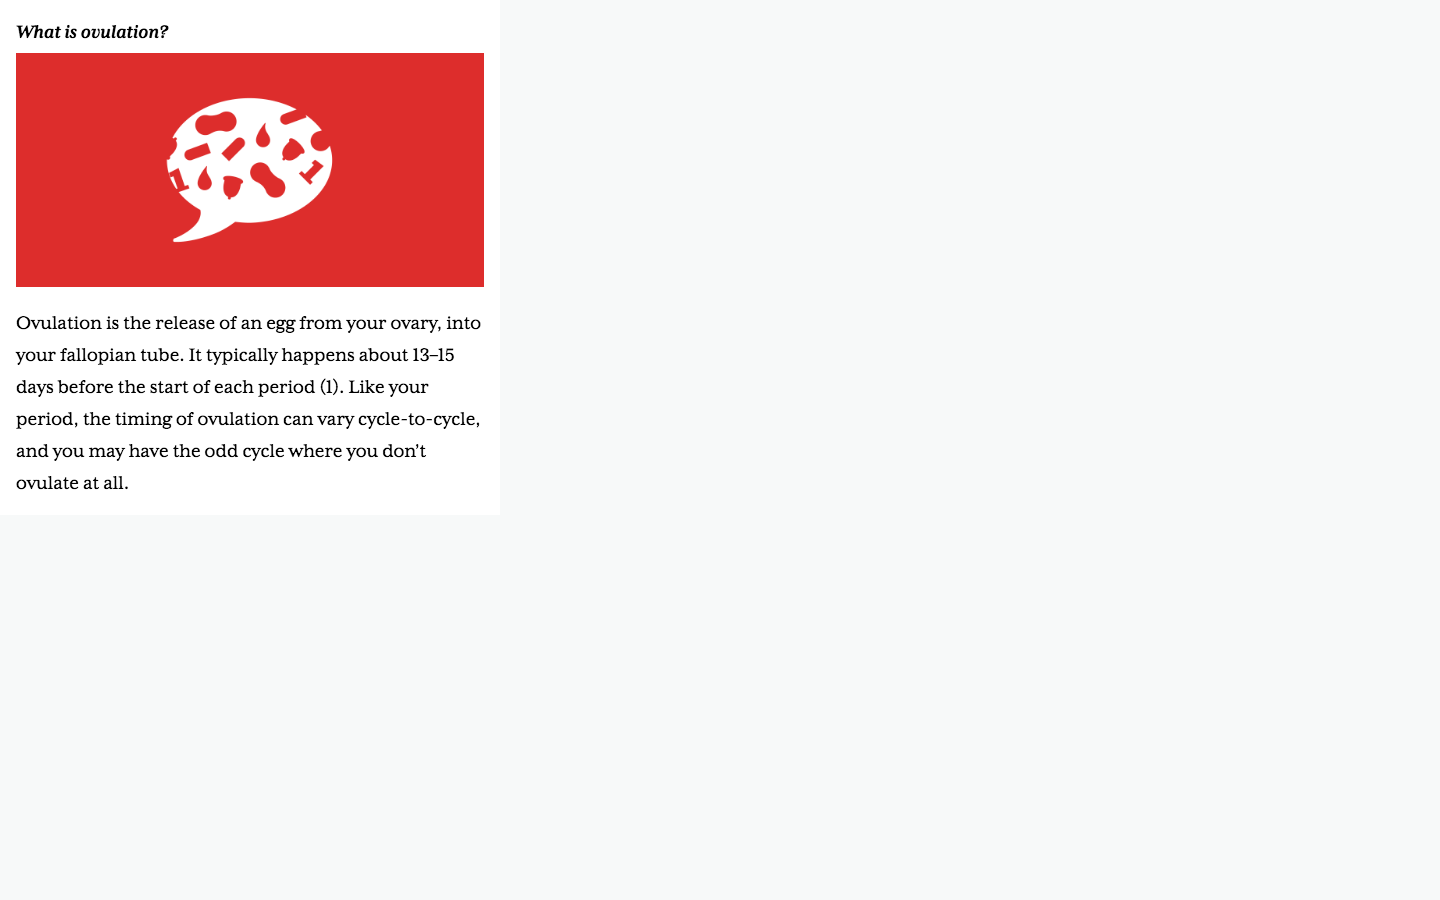 What is ovulation?
1
1
Ovulation is the release of an egg from your ovary, into
your fallopian tube. It typically happens about 13–15
days before the start of each period (1). Like your
period, the timing of ovulation can vary cycle-to-cycle,
and you may have the odd cycle where you don’t
ovulate at all.